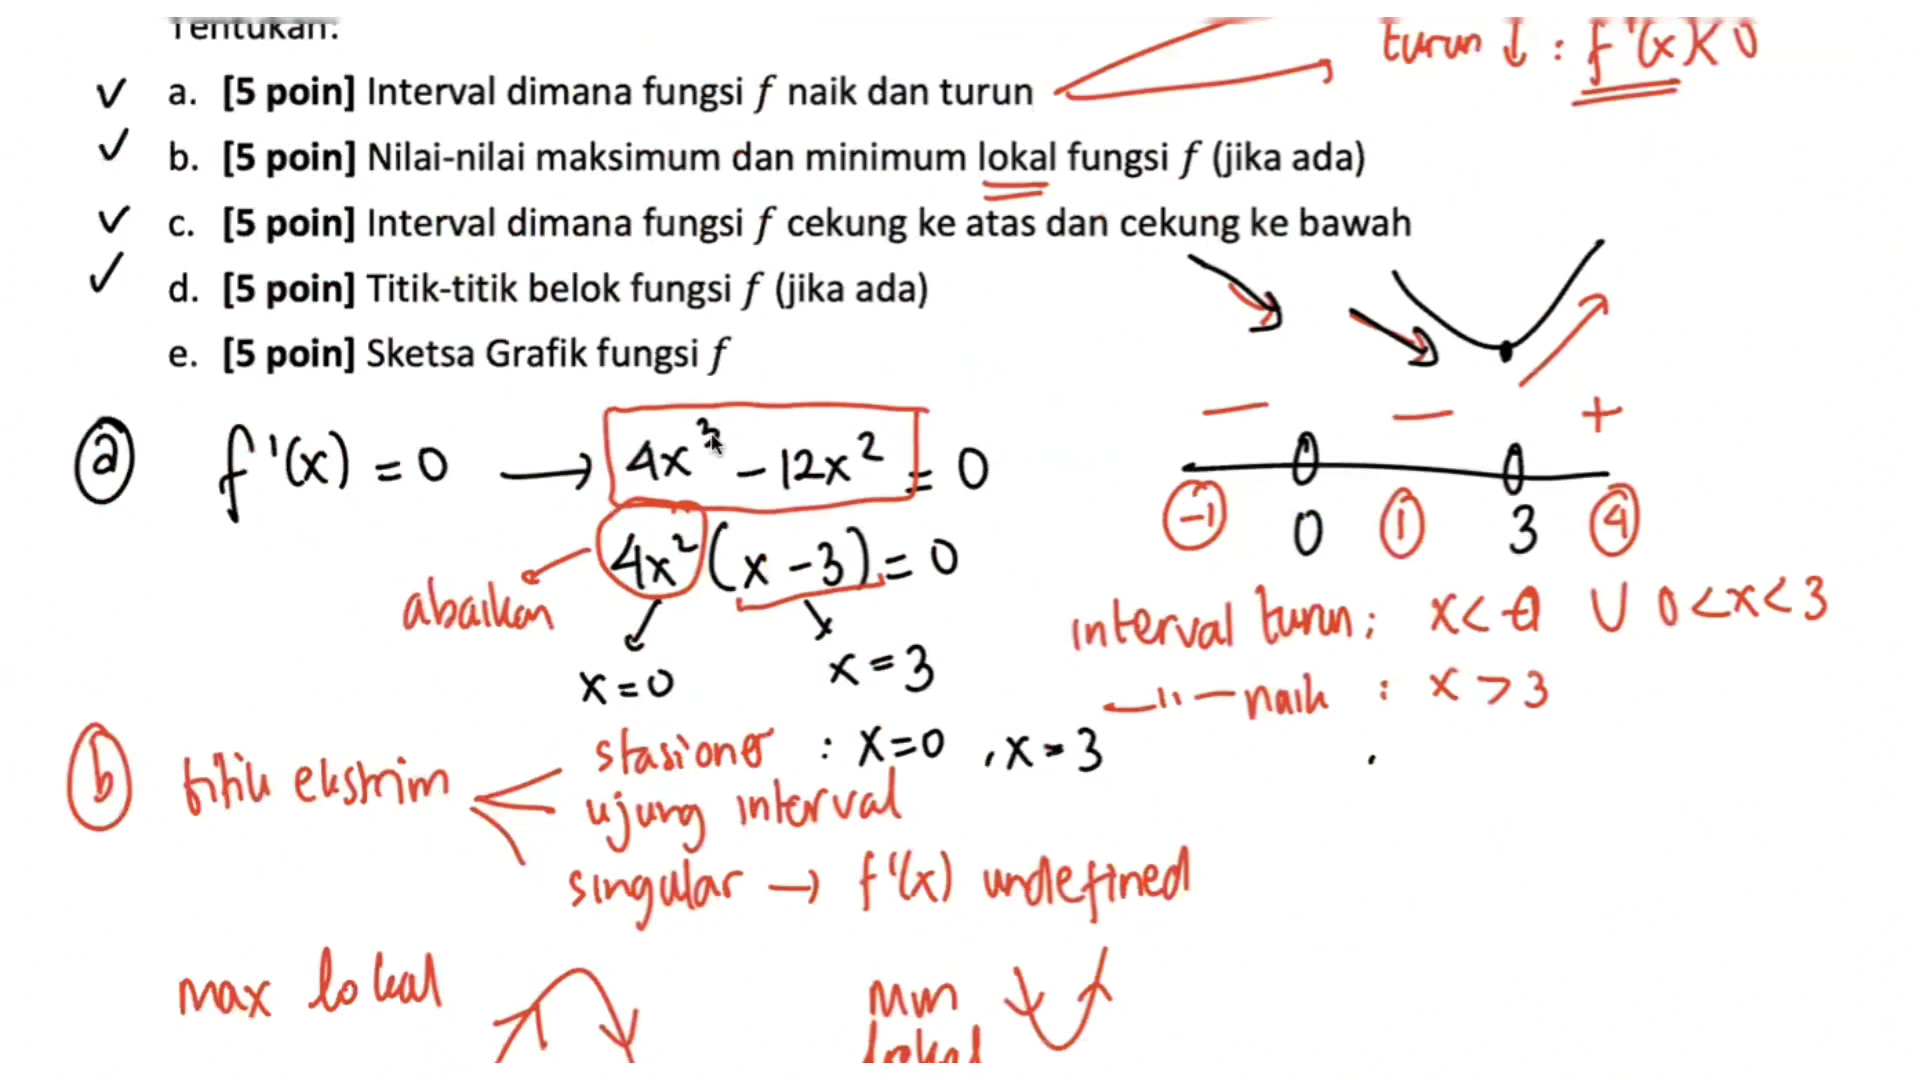 Tentukan:
turun ↓ : f'(x)<0
✓ a. [5 poin] Interval dimana fungsi f naik dan turun
✓ b. [5 poin] Nilai-nilai maksimum dan minimum lokal fungsi f (jika ada)
✓ c. [5 poin] Interval dimana fungsi f cekung ke atas dan cekung ke bawah
✓ d. [5 poin] Titik-titik belok fungsi f (jika ada)
e. [5 poin] Sketsa Grafik fungsi f
ⓐ f'(x) = 0 → 4x³ - 12x² = 0
4x² (x - 3) = 0
abaikan
x = 0 x = 3
− − +
0 0
-1 0 1 3 4
interval turun : x < 0 ∪ 0 < x < 3
—"— naik : x > 3
ⓑ titik ekstrim
stasioner : x = 0 , x = 3
ujung interval
singular → f'(x) undefined
max lokal
Min
lokal